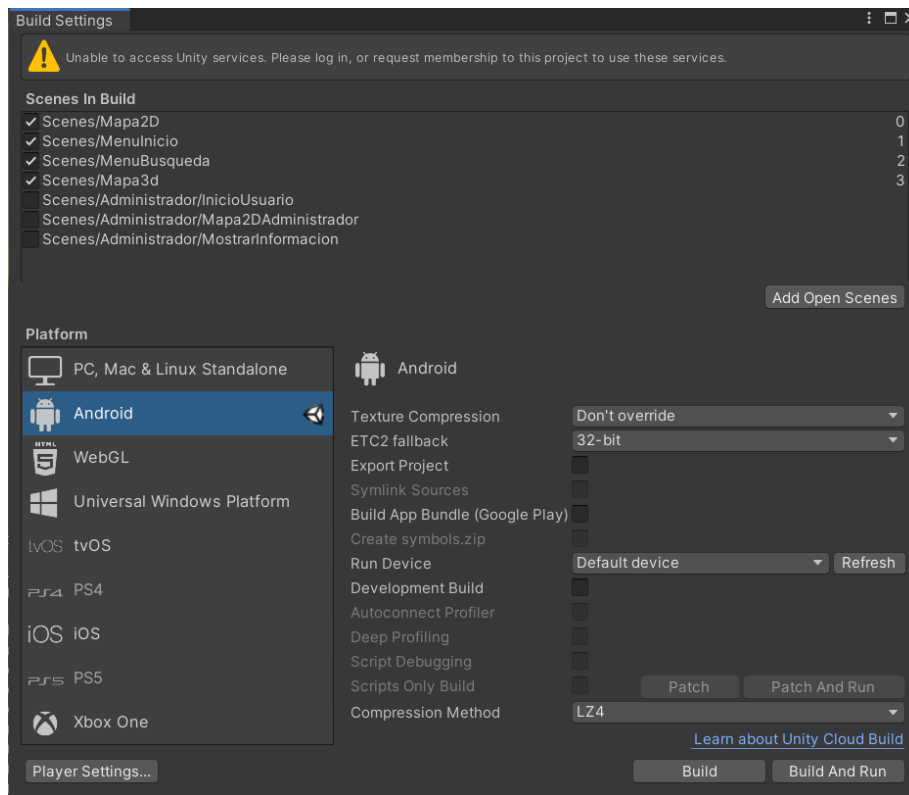 Build Settings
Unable to access Unity services. Please log in, or request membership to this project to use these services.
Scenes In Build
Scenes/Mapa2D 0
Scenes/MenuInicio 1
Scenes/MenuBusqueda 2
Scenes/Mapa3d 3
Scenes/Administrador/InicioUsuario
Scenes/Administrador/Mapa2DAdministrador
Scenes/Administrador/MostrarInformacion
Add Open Scenes
Platform
PC, Mac & Linux Standalone
Android
HTML 5 WebGL
Universal Windows Platform
tvOS tvOS
PS4 PS4
iOS iOS
PS5 PS5
Xbox One
Android
Texture Compression Don't override
ETC2 fallback 32-bit
Export Project
Symlink Sources
Build App Bundle (Google Play)
Create symbols.zip
Run Device Default device Refresh
Development Build
Autoconnect Profiler
Deep Profiling
Script Debugging
Scripts Only Build Patch Patch And Run
Compression Method LZ4
Learn about Unity Cloud Build
Player Settings... Build Build And Run